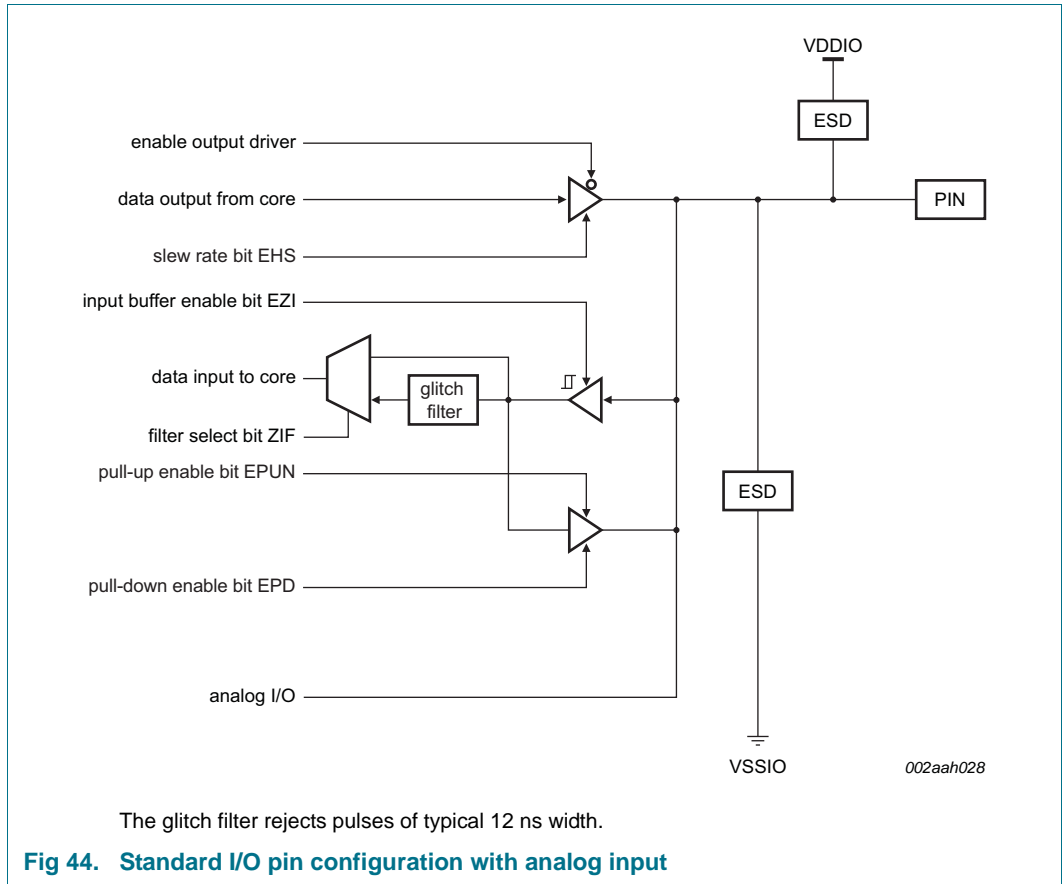 VDDIO
ESD
enable output driver
data output from core
PIN
slew rate bit EHS
input buffer enable bit EZI
data input to core
glitch
filter
filter select bit ZIF
pull-up enable bit EPUN
ESD
pull-down enable bit EPD
analog I/O
VSSIO
002aah028
The glitch filter rejects pulses of typical 12 ns width.
Fig 44. Standard I/O pin configuration with analog input